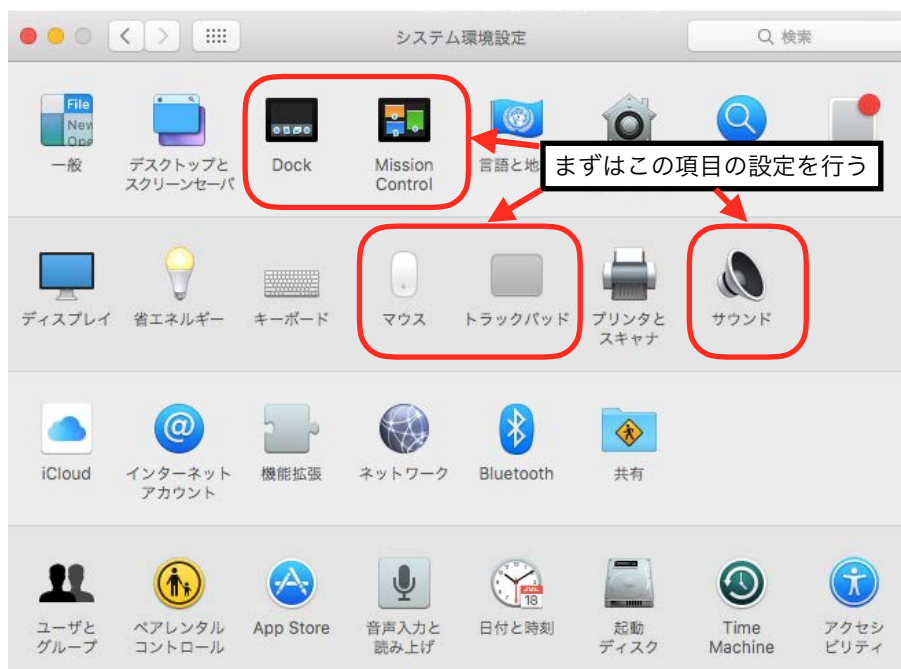 システム環境設定
検索
File
New
Ope
一般
デスクトップと
スクリーンセーバ
Dock
Mission
Control
言語と地
まずはこの項目の設定を行う
ディスプレイ
省エネルギー
キーボード
マウス
トラックパッド
プリンタと
スキャナ
サウンド
iCloud
インターネット
アカウント
機能拡張
ネットワーク
Bluetooth
共有
JUL
18
ユーザと
グループ
ペアレンタル
コントロール
App Store
音声入力と
読み上げ
日付と時刻
起動
ディスク
Time
Machine
アクセシ
ビリティ